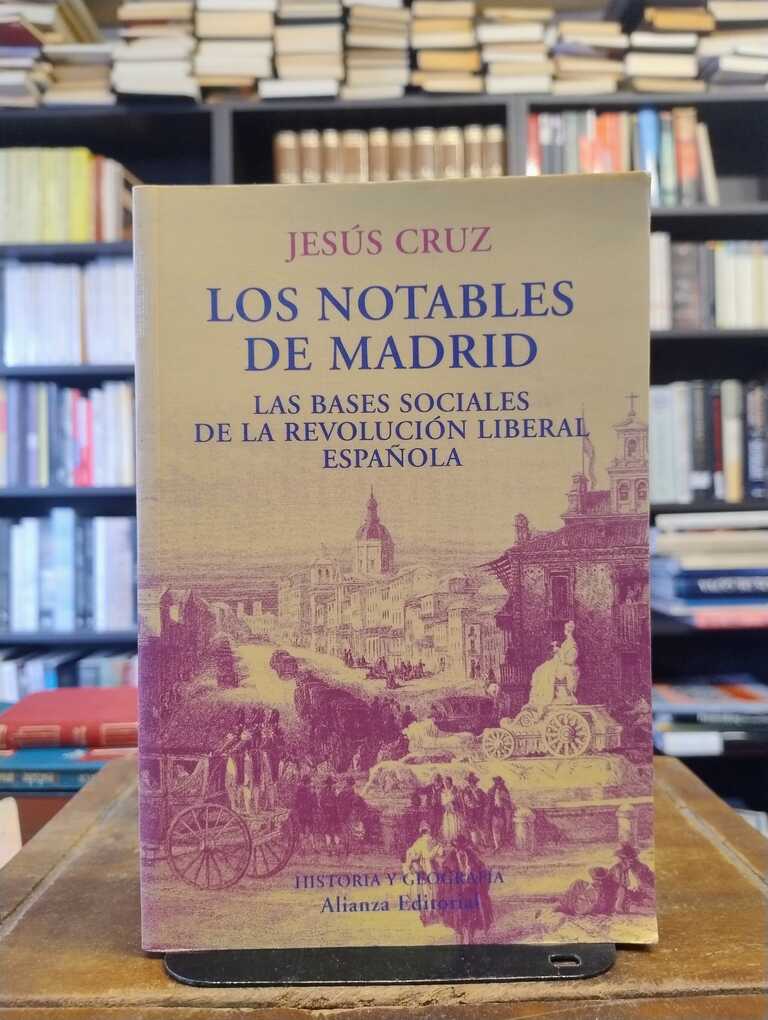 JESÚS CRUZ
LOS NOTABLES
DE MADRID
LAS BASES SOCIALES
DE LA REVOLUCIÓN LIBERAL
ESPAÑOLA
HISTORIA Y GEOGRAFÍA
Alianza Editorial